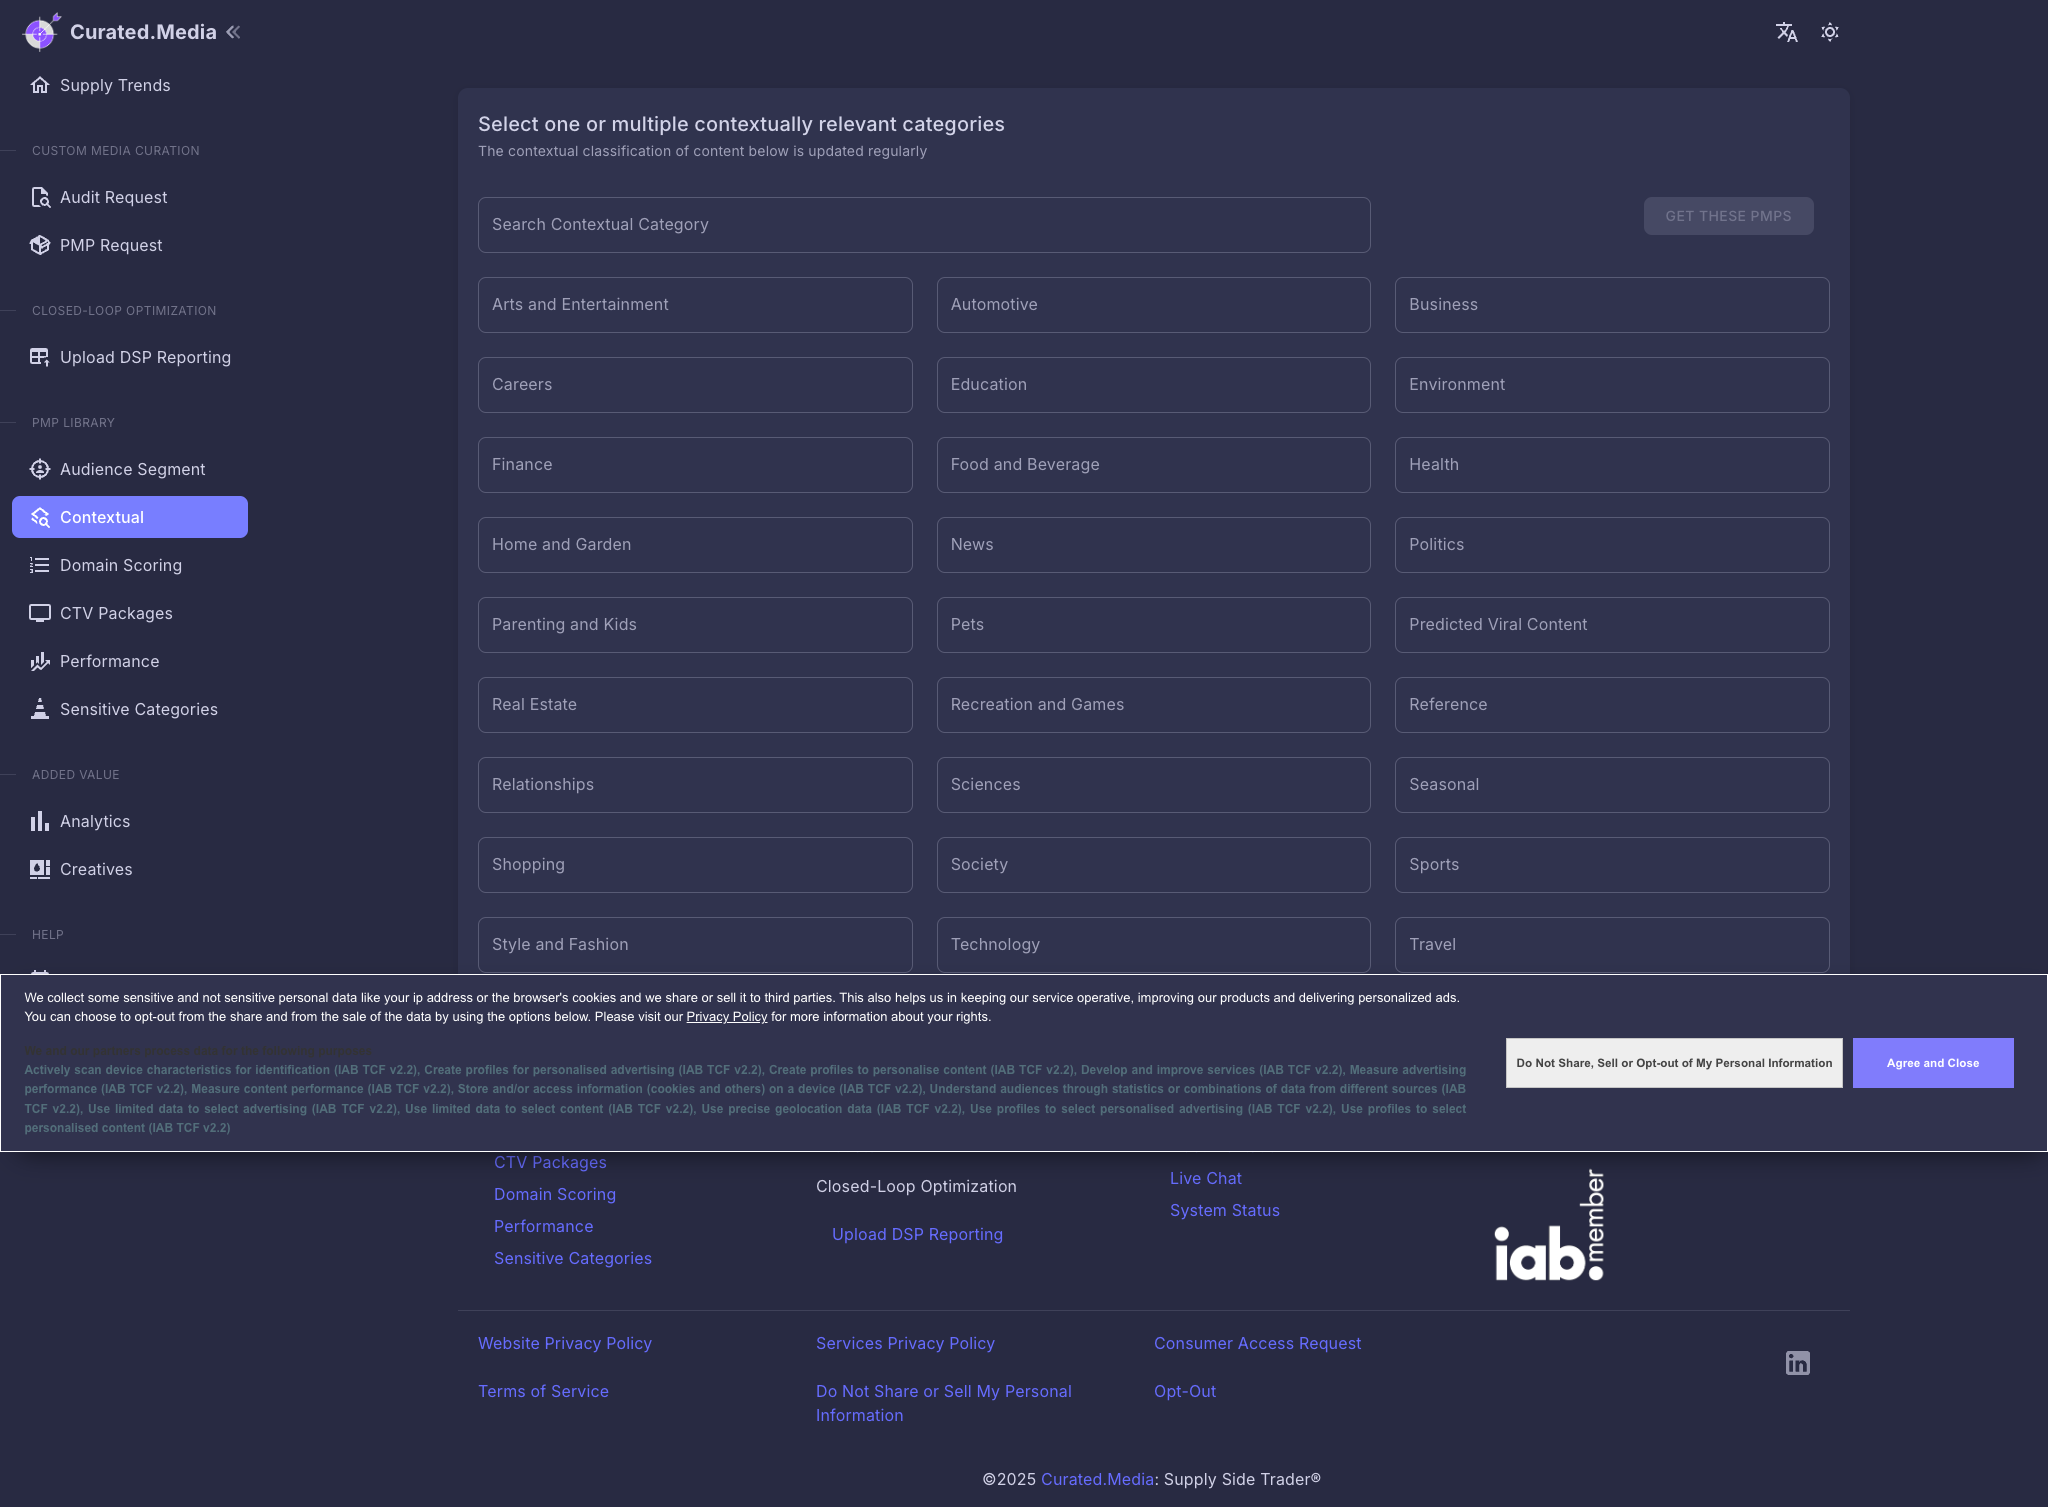 Curated.Media
Supply Trends
CUSTOM MEDIA CURATION
Audit Request
PMP Request
CLOSED-LOOP OPTIMIZATION
Upload DSP Reporting
PMP LIBRARY
Audience Segment
Contextual
Domain Scoring
CTV Packages
Performance
Sensitive Categories
ADDED VALUE
Analytics
Creatives
HELP
Select one or multiple contextually relevant categories
The contextual classification of content below is updated regularly
Search Contextual Category
GET THESE PMPS
Arts and Entertainment
Automotive
Business
Careers
Education
Environment
Finance
Food and Beverage
Health
Home and Garden
News
Politics
Parenting and Kids
Pets
Predicted Viral Content
Real Estate
Recreation and Games
Reference
Relationships
Sciences
Seasonal
Shopping
Society
Sports
Style and Fashion
Technology
Travel
We collect some sensitive and not sensitive personal data like your ip address or the browser's cookies and we share or sell it to third parties. This also helps us in keeping our service operative, improving our products and delivering personalized ads.
You can choose to opt-out from the share and from the sale of the data by using the options below. Please visit our Privacy Policy for more information about your rights.
Actively scan device characteristics for identification (IAB TCF v2.2), Create profiles for personalised advertising (IAB TCF v2.2), Create profiles to personalise content (IAB TCF v2.2), Develop and improve services (IAB TCF v2.2), Measure advertising
performance (IAB TCF v2.2), Measure content performance (IAB TCF v2.2), Store and/or access information (cookies and others) on a device (IAB TCF v2.2), Understand audiences through statistics or combinations of data from different sources (IAB
TCF v2.2), Use limited data to select advertising (IAB TCF v2.2), Use limited data to select content (IAB TCF v2.2), Use precise geolocation data (IAB TCF v2.2), Use profiles to select personalised advertising (IAB TCF v2.2), Use profiles to select
personalised content (IAB TCF v2.2)
Do Not Share, Sell or Opt-out of My Personal Information
Agree and Close
CTV Packages
Domain Scoring
Performance
Sensitive Categories
Closed-Loop Optimization
Upload DSP Reporting
Live Chat
System Status
iab. member
Website Privacy Policy
Services Privacy Policy
Consumer Access Request
Terms of Service
Do Not Share or Sell My Personal
Information
Opt-Out
©2025 Curated.Media: Supply Side Trader®